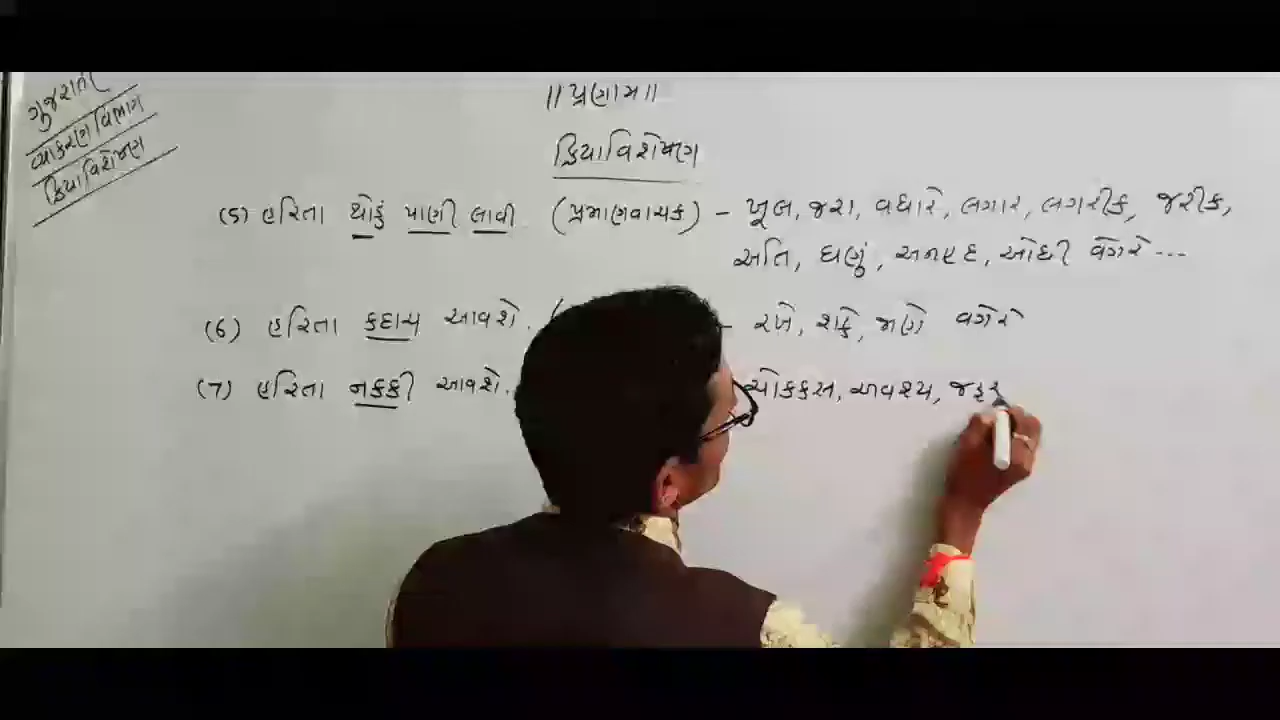 ગુજરાતી
વ્યાકરણ વિભાગ
ક્રિયાવિશેષણ
|| પ્રણામ ||
ક્રિયાવિશેષણ
(5) હરિતા થોડું પાણી લાવી. (પ્રમાણવાચક) - ખૂબ, જરા, વધારે, લગાર, લગરીક, જરીક,
અતિ, ઘણું, અનહદ, ઓછી વગેરે ...
(6) હરિતા કદાચ આવશે. ( - રખે, શકે, જાણે વગેરે
(7) હરિતા નક્કી આવશે. ચોક્કસ, અવશ્ય, જરૂર